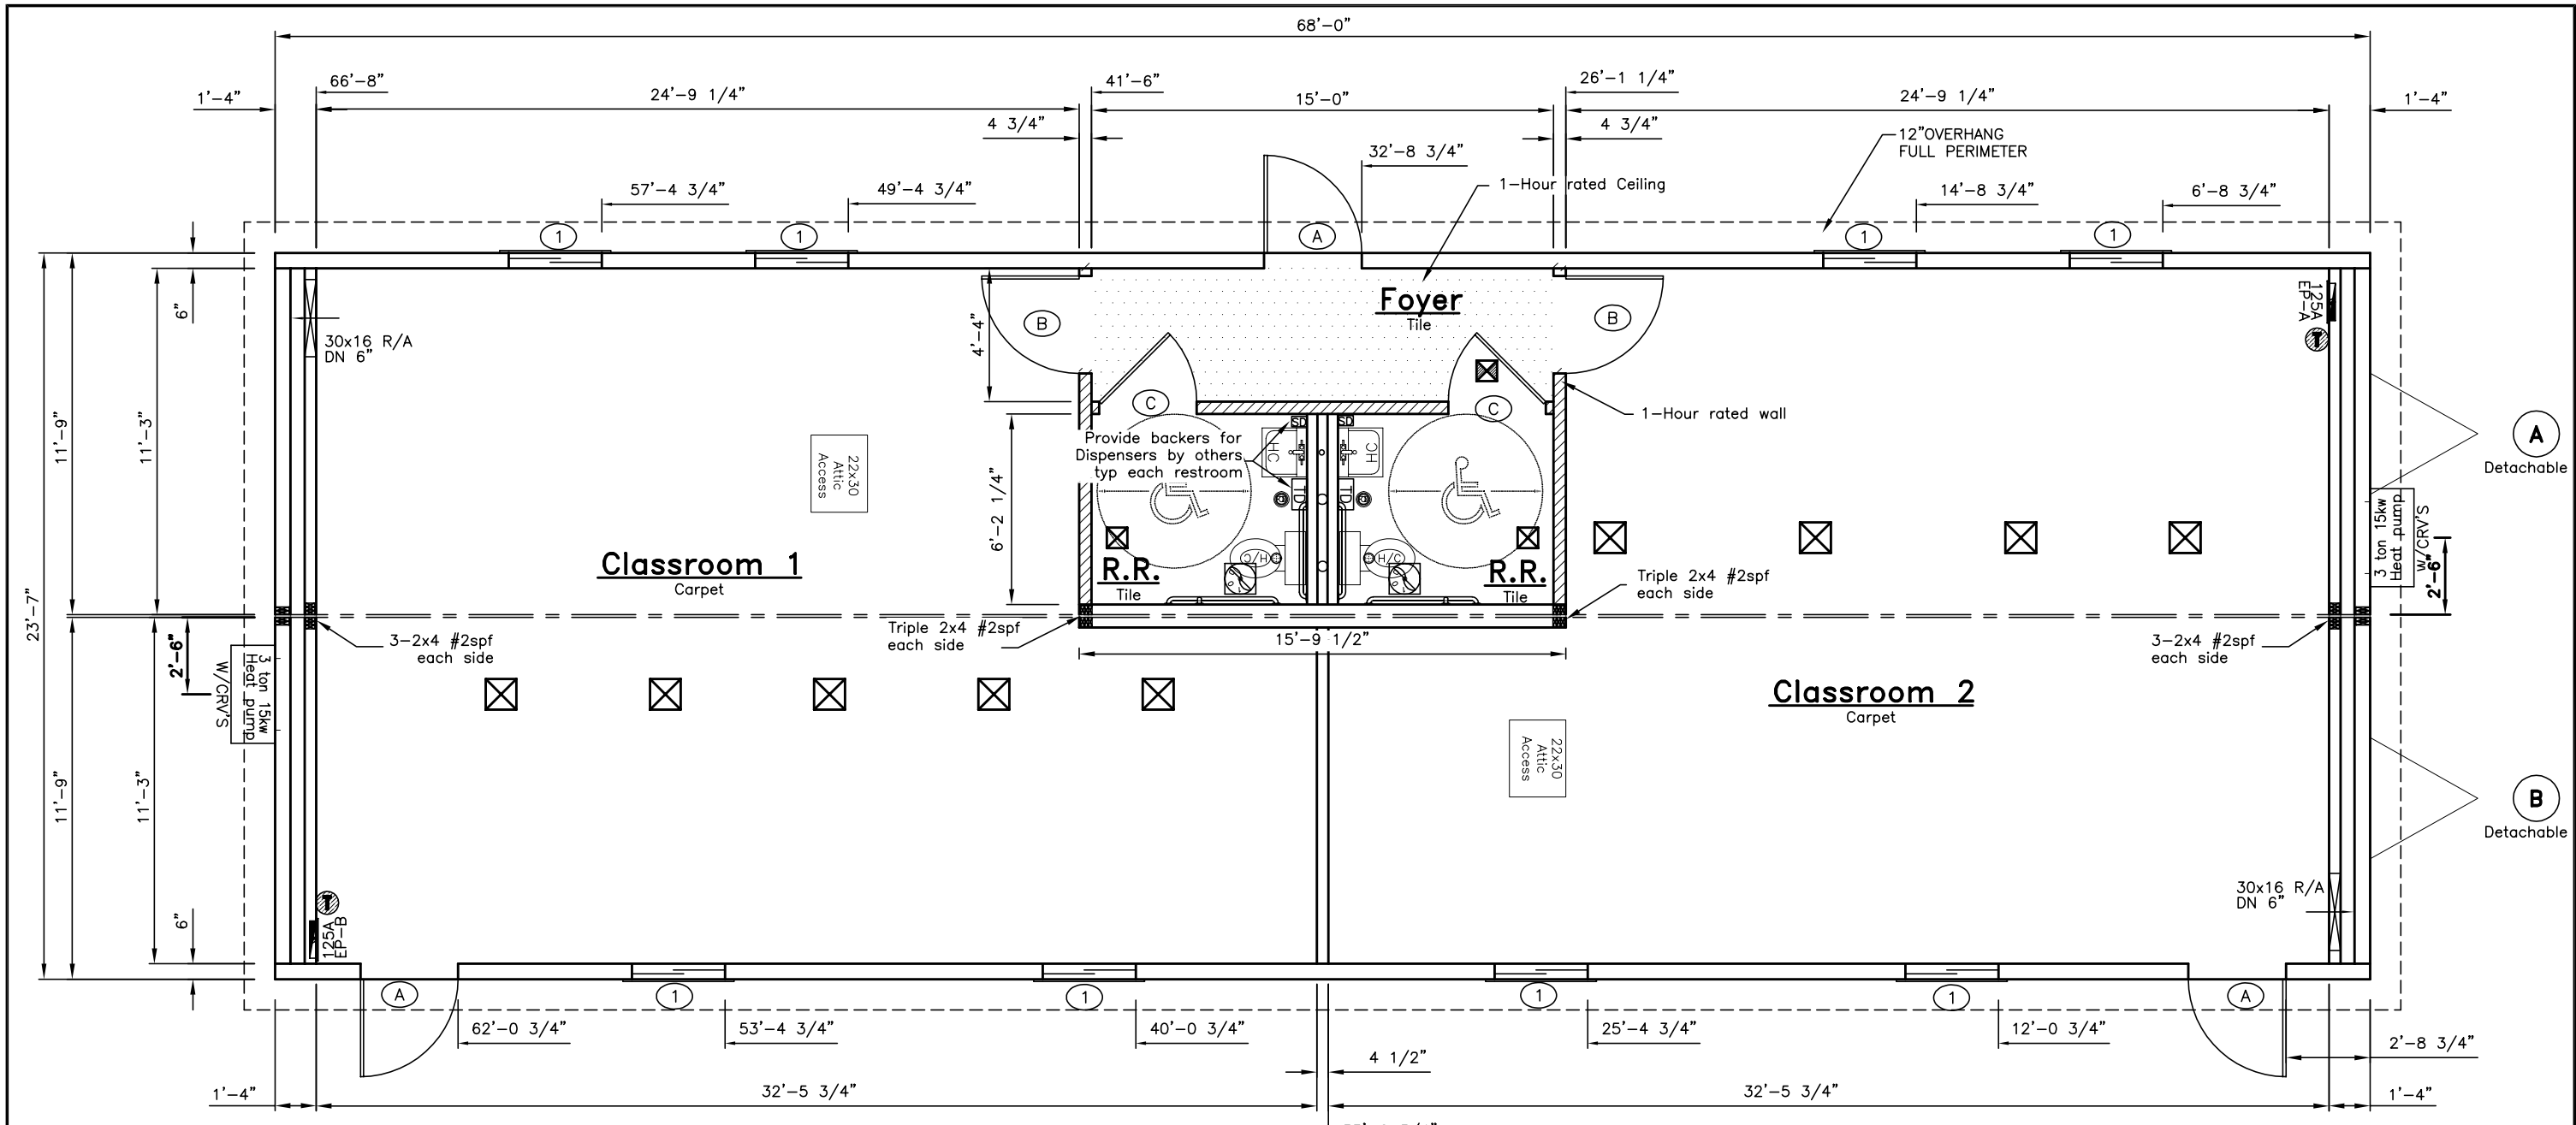 68'-0"
66'-8"
41'-6"
26'-1 1/4"
1'-4"
24'-9 1/4"
15'-0"
24'-9 1/4"
1'-4"
4 3/4"
4 3/4"
12"OVERHANG
FULL PERIMETER
32'-8 3/4"
1-Hour rated Ceiling
57'-4 3/4"
49'-4 3/4"
14'-8 3/4"
6'-8 3/4"
1
1
A
1
1
6"
Foyer
Tile
B
B
125A
EP-A
T
30x16 R/A
DN 6"
4'-4"
C
C
1-Hour rated wall
A
Detachable
11'-9"
11'-3"
22x30
Attic
Access
Provide backers for
Dispensers by others
typ each restroom
SD
SD
HC
HC
TD
TD
6'-2 1/4"
3 ton 15kw
Heat pump
W/CRV'S
2'-6"
H/C
H/C
Classroom 1
Carpet
R.R.
Tile
R.R.
Tile
Triple 2x4 #2spf
each side
23'-7"
3-2x4 #2spf
each side
Triple 2x4 #2spf
each side
15'-9 1/2"
3-2x4 #2spf
each side
2'-6"
3 ton 15kw
Heat pump
W/CRV'S
Classroom 2
Carpet
22x30
Attic
Access
11'-9"
11'-3"
B
Detachable
T
125A
EP-B
6"
30x16 R/A
DN 6"
A
1
1
1
1
A
62'-0 3/4"
53'-4 3/4"
40'-0 3/4"
25'-4 3/4"
12'-0 3/4"
2'-8 3/4"
4 1/2"
1'-4"
32'-5 3/4"
32'-5 3/4"
1'-4"